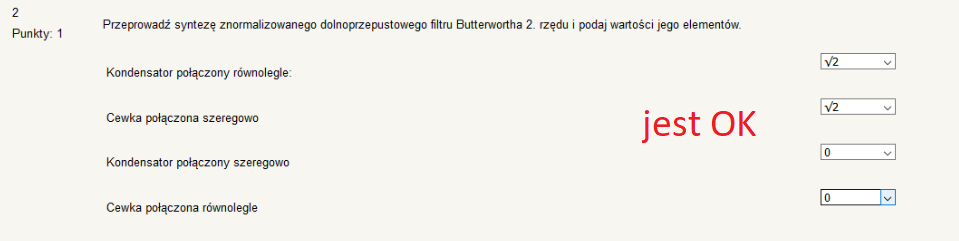 2
Punkty: 1
Przeprowadź syntezę znormalizowanego dolnoprzepustowego filtru Butterwortha 2. rzędu i podaj wartości jego elementów.
Kondensator połączony równolegle: √2
Cewka połączona szeregowo √2
jest OK
Kondensator połączony szeregowo 0
Cewka połączona równolegle 0